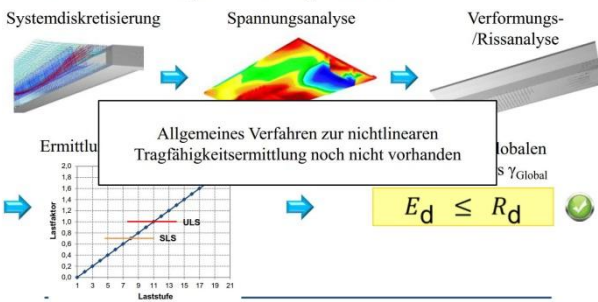 Systemdiskretisierung
Spannungsanalyse
Verformungs-
/Rissanalyse
Allgemeines Verfahren zur nichtlinearen
Tragfähigkeitsermittlung noch nicht vorhanden
γGlobal
Ed ≤ Rd
Lastfaktor
2,0
1,8
1,6
1,4
1,2
1,0
0,8
0,6
0,4
0,2
0,0
ULS
SLS
1 3 5 7 9 11 13 15 17 19 21
Laststufe